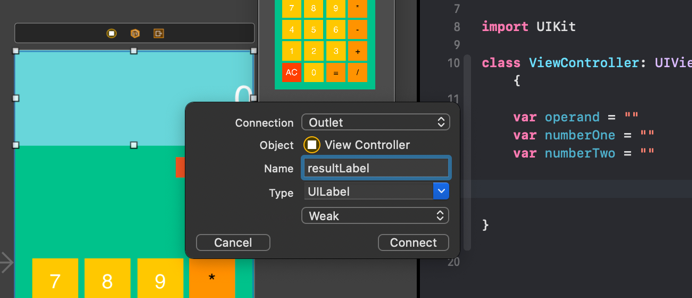 7 8 9 *
4 5 6 -
1 2 3 +
AC 0 = /
0
Connection Outlet
Object View Controller
Name resultLabel
Type UILabel
Weak
Cancel Connect
7 8 9 *
7
8 import UIKit
9
10 class ViewController: UIVie
{
11
var operand = ""
var numberOne = ""
var numberTwo = ""
}
20